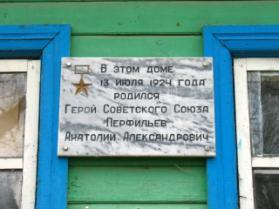 В этом доме
13 июля 1924 года
родился
Герой Советского Союза
Перфильев
Анатолий Александрович